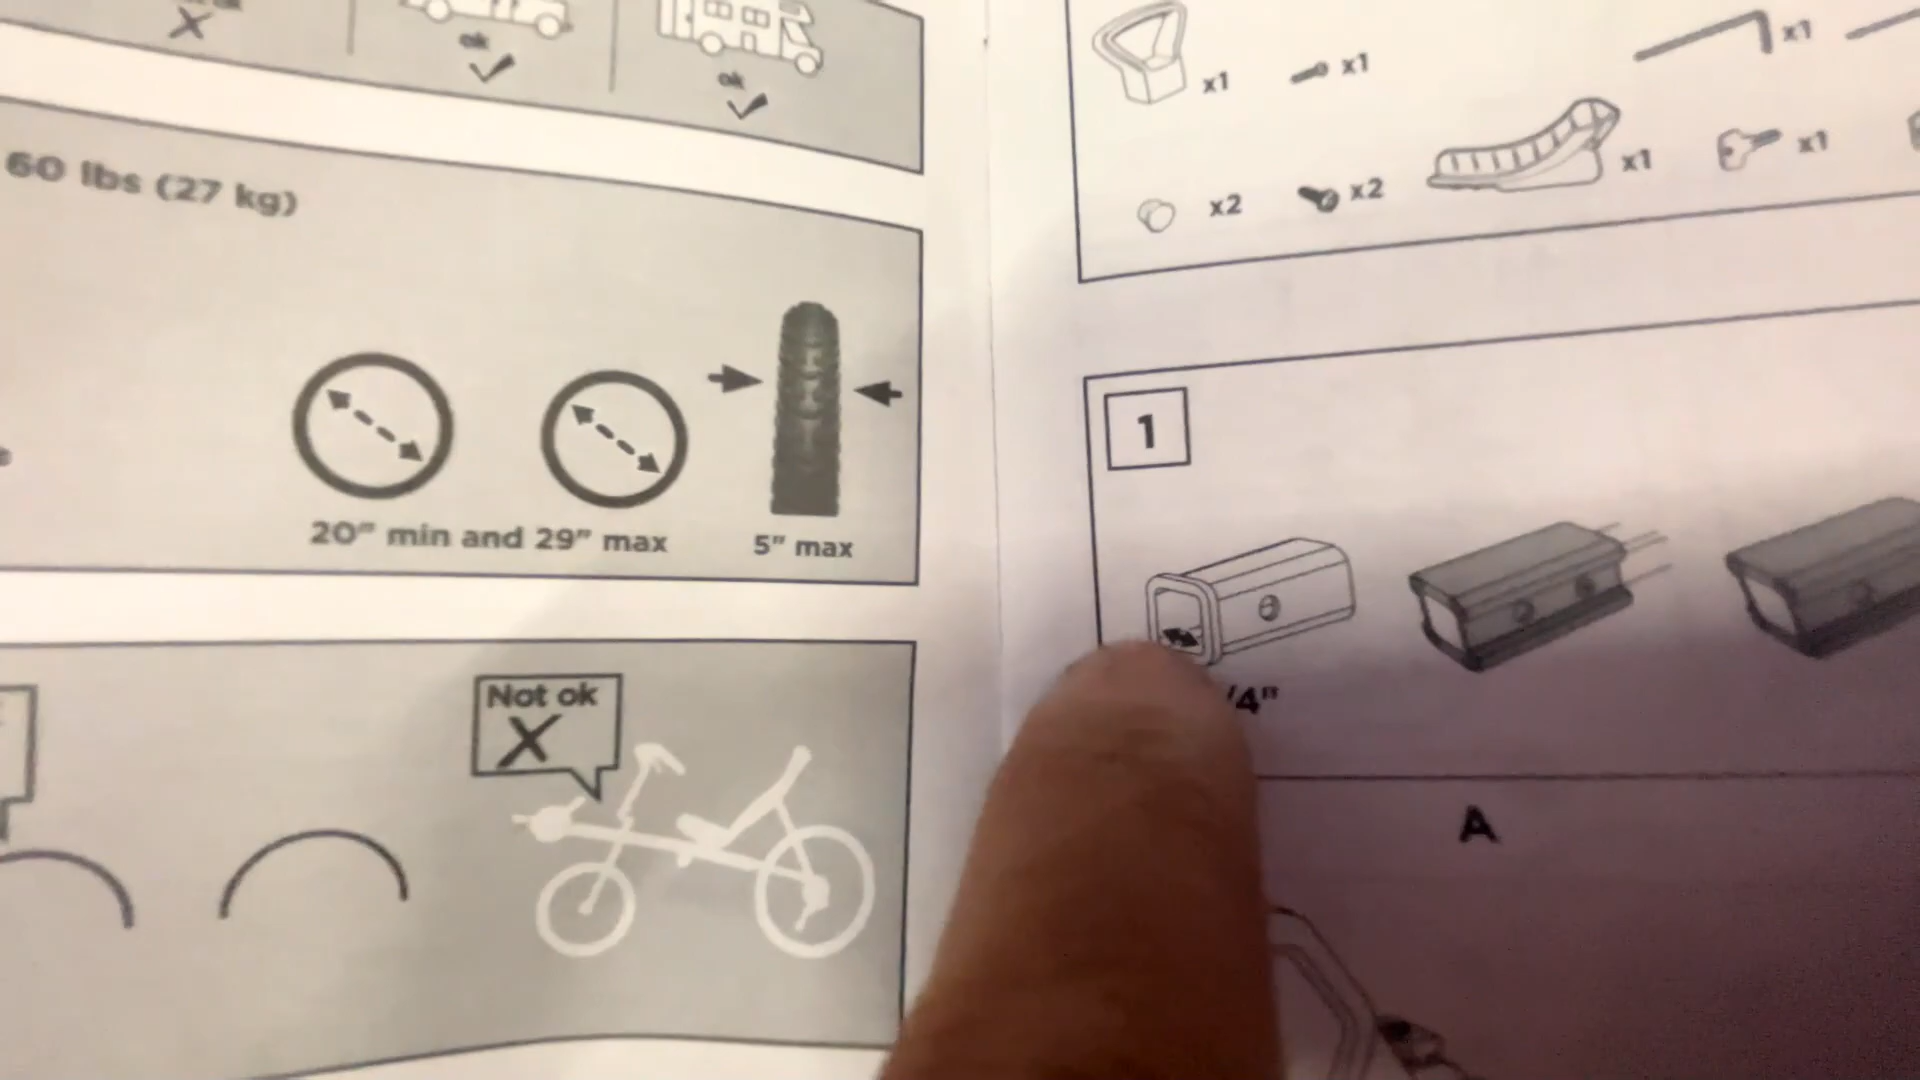 ok
ok
60 lbs (27 kg)
20" min and 29" max
5" max
Not ok
x1
x1
x1
x2
x2
x1
x1
1
/4"
A